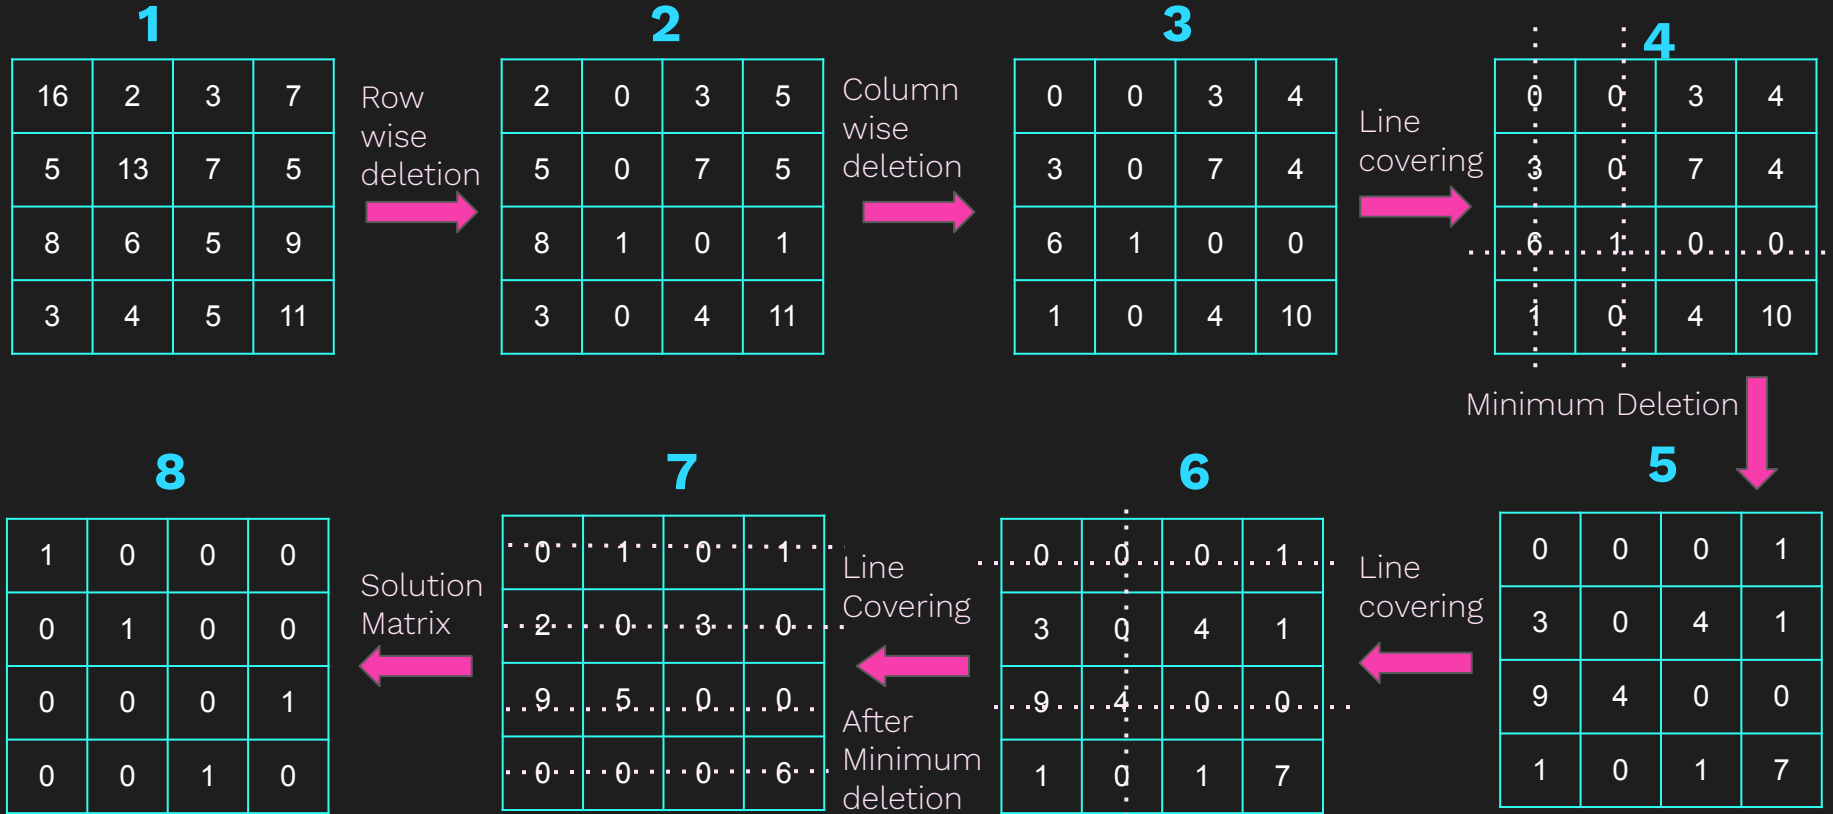 1
16 2 3 7
5 13 7 5
8 6 5 9
3 4 5 11
Row
wise
deletion
2
2 0 3 5
5 0 7 5
8 1 0 1
3 0 4 11
Column
wise
deletion
3
0 0 3 4
3 0 7 4
6 1 0 0
1 0 4 10
Line
covering
4
0 0 3 4
3 0 7 4
6 1 0 0
1 0 4 10
Minimum Deletion
5
0 0 0 1
3 0 4 1
9 4 0 0
1 0 1 7
Line
covering
6
0 0 0 1
3 0 4 1
9 4 0 0
1 0 1 7
Line
Covering
After
Minimum
deletion
7
0 1 0 1
2 0 3 0
9 5 0 0
0 0 0 6
Solution
Matrix
8
1 0 0 0
0 1 0 0
0 0 0 1
0 0 1 0